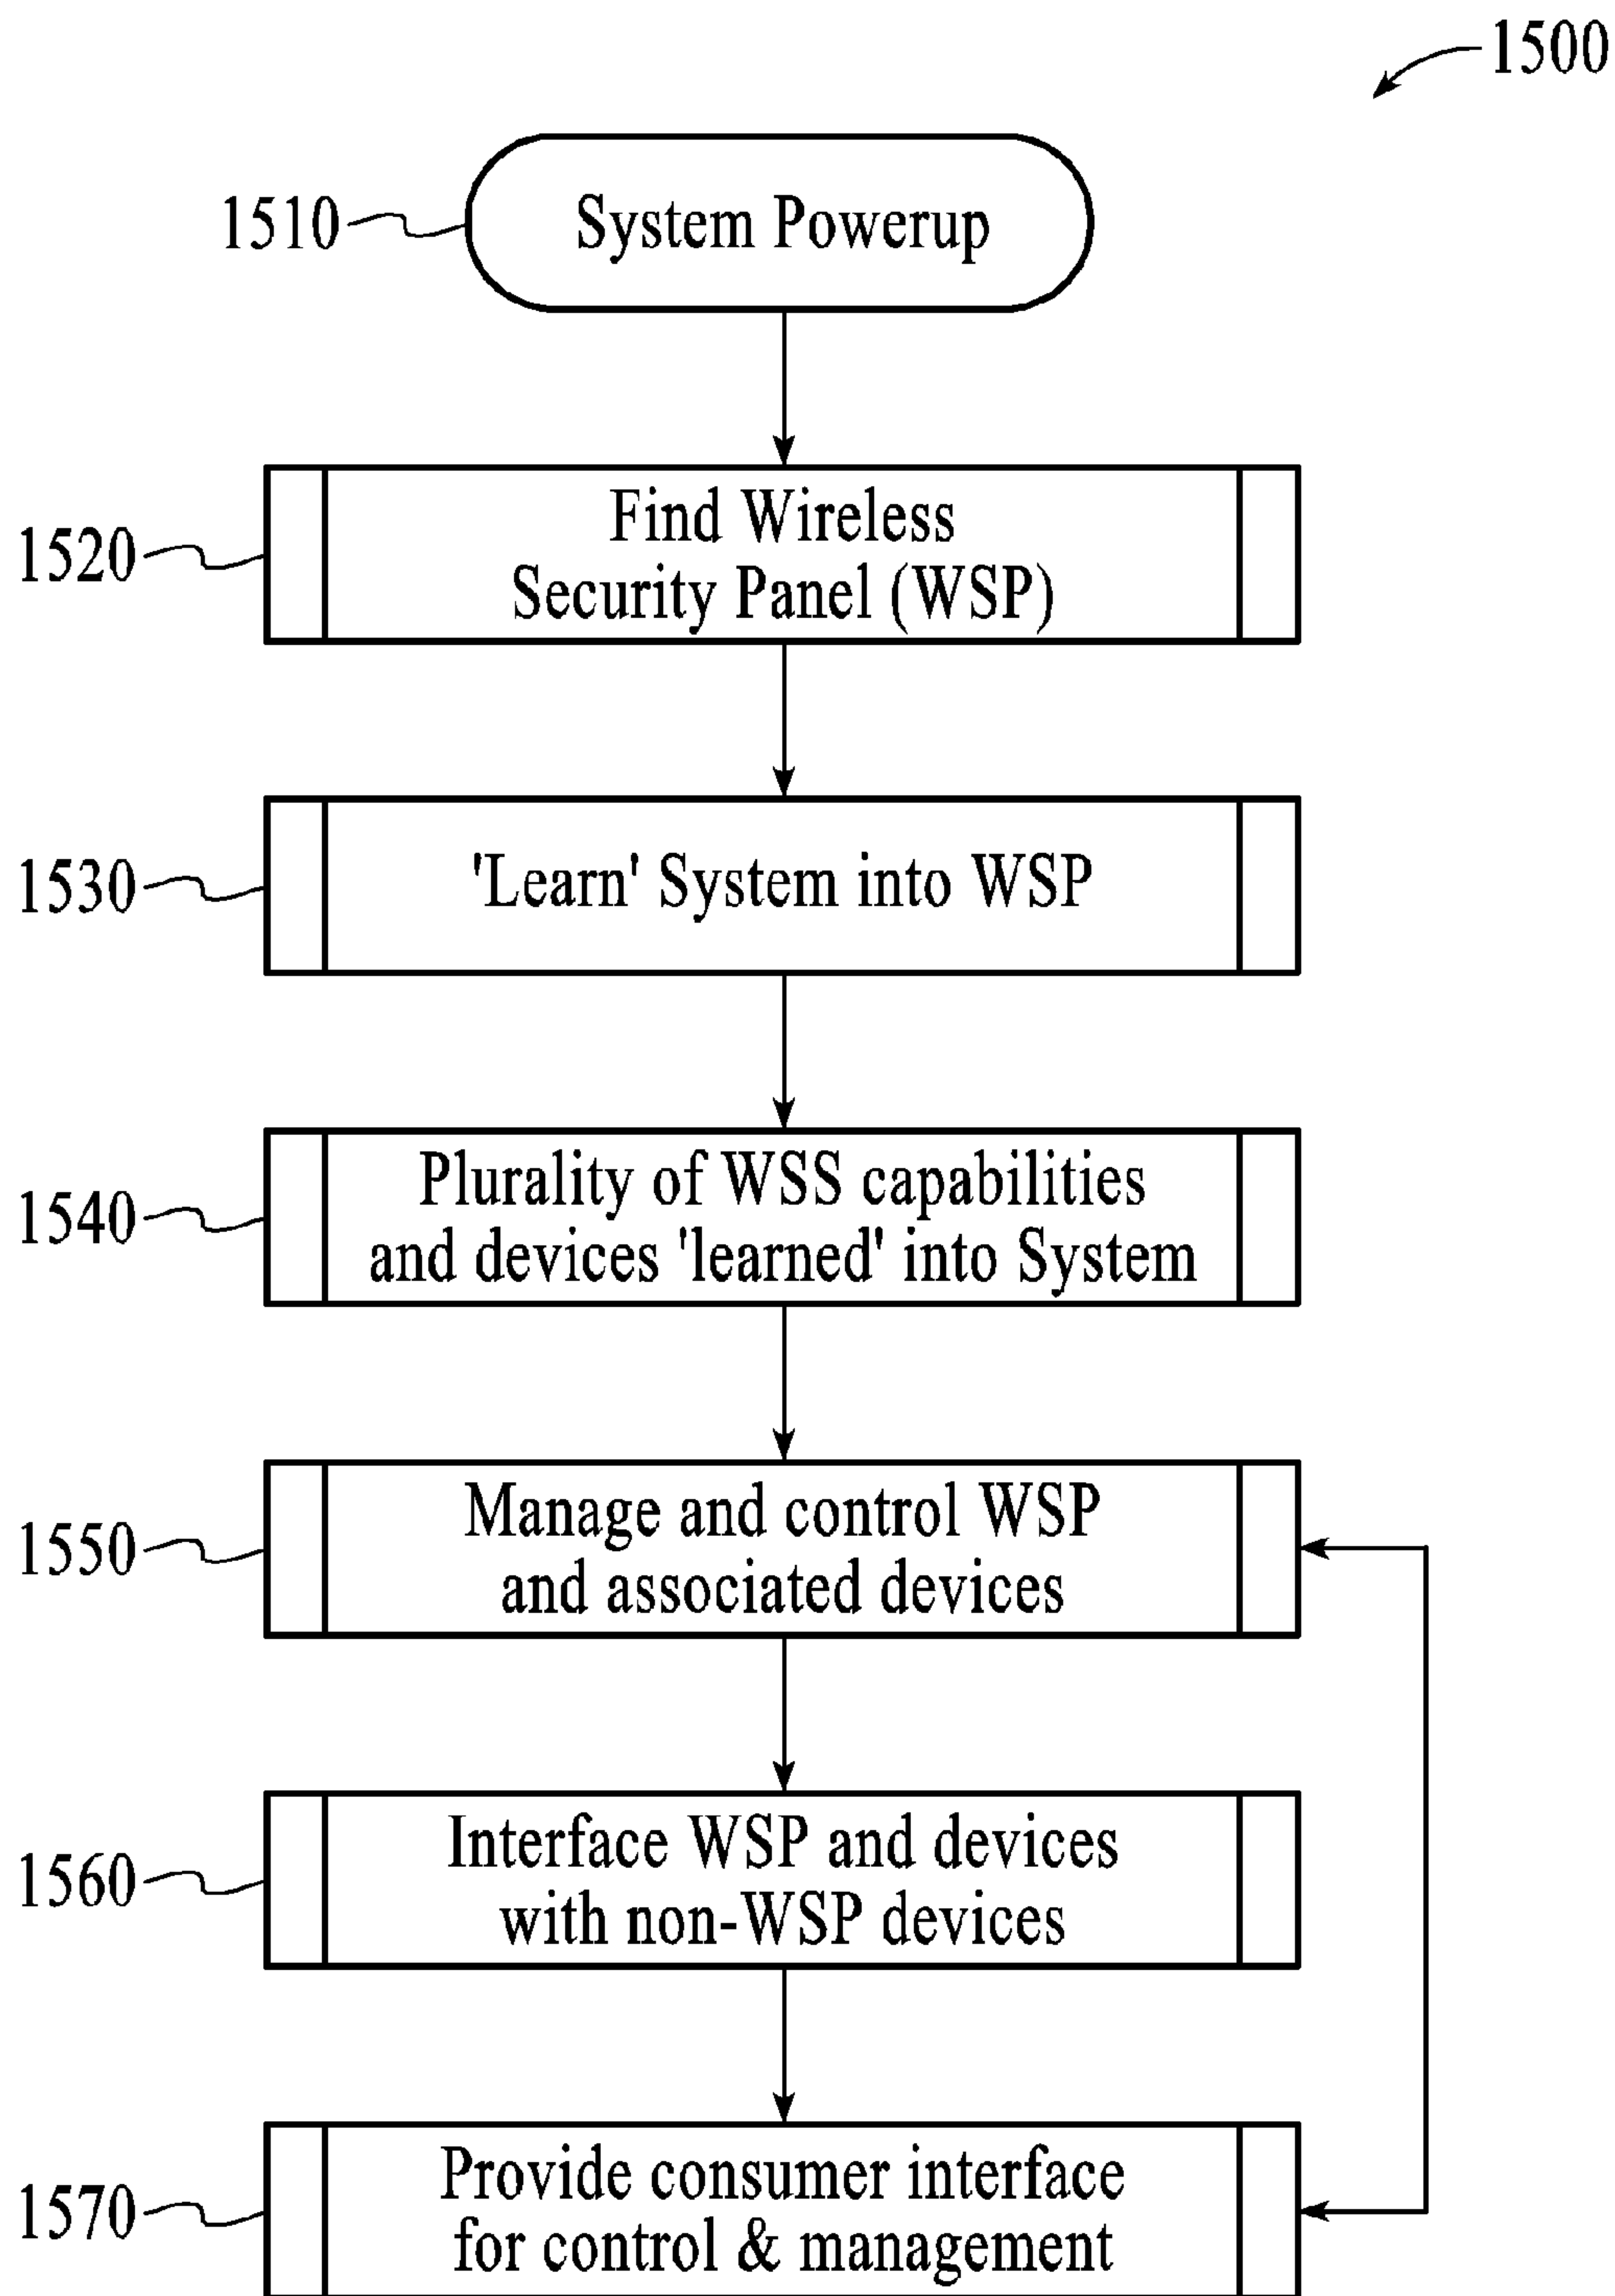 1500
1510
System Powerup
1520
Find Wireless
Security Panel (WSP)
1530
'Learn' System into WSP
1540
Plurality of WSS capabilities
and devices 'learned' into System
1550
Manage and control WSP
and associated devices
1560
Interface WSP and devices
with non-WSP devices
1570
Provide consumer interface
for control & management